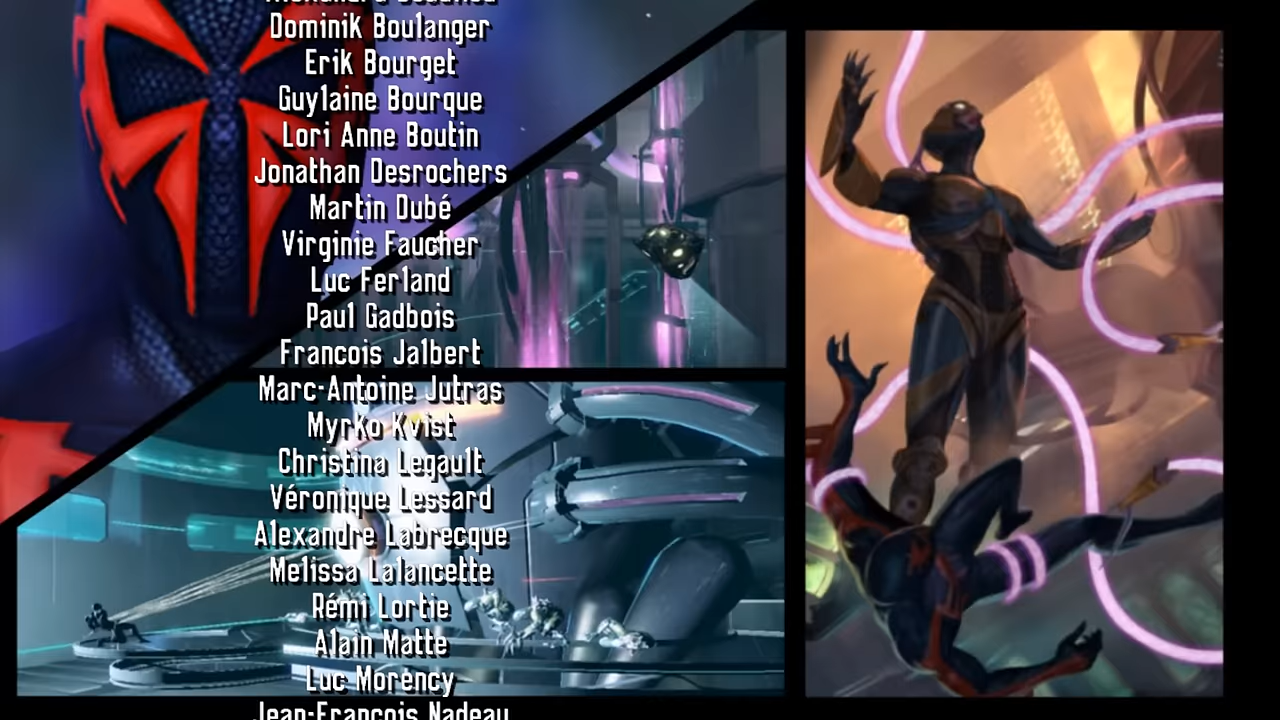 Dominik Boulanger
Erik Bourget
Guylaine Bourque
Lori Anne Boutin
Jonathan Desrochers
Martin Dubé
Virginie Faucher
Luc Ferland
Paul Gadbois
Francois Jalbert
Marc-Antoine Jutras
Myrko Kvist
Christina Legault
Véronique Lessard
Alexandre Labrecque
Melissa Lalancette
Rémi Lortie
Alain Matte
Luc Morency
Jean-Francois Nadeau